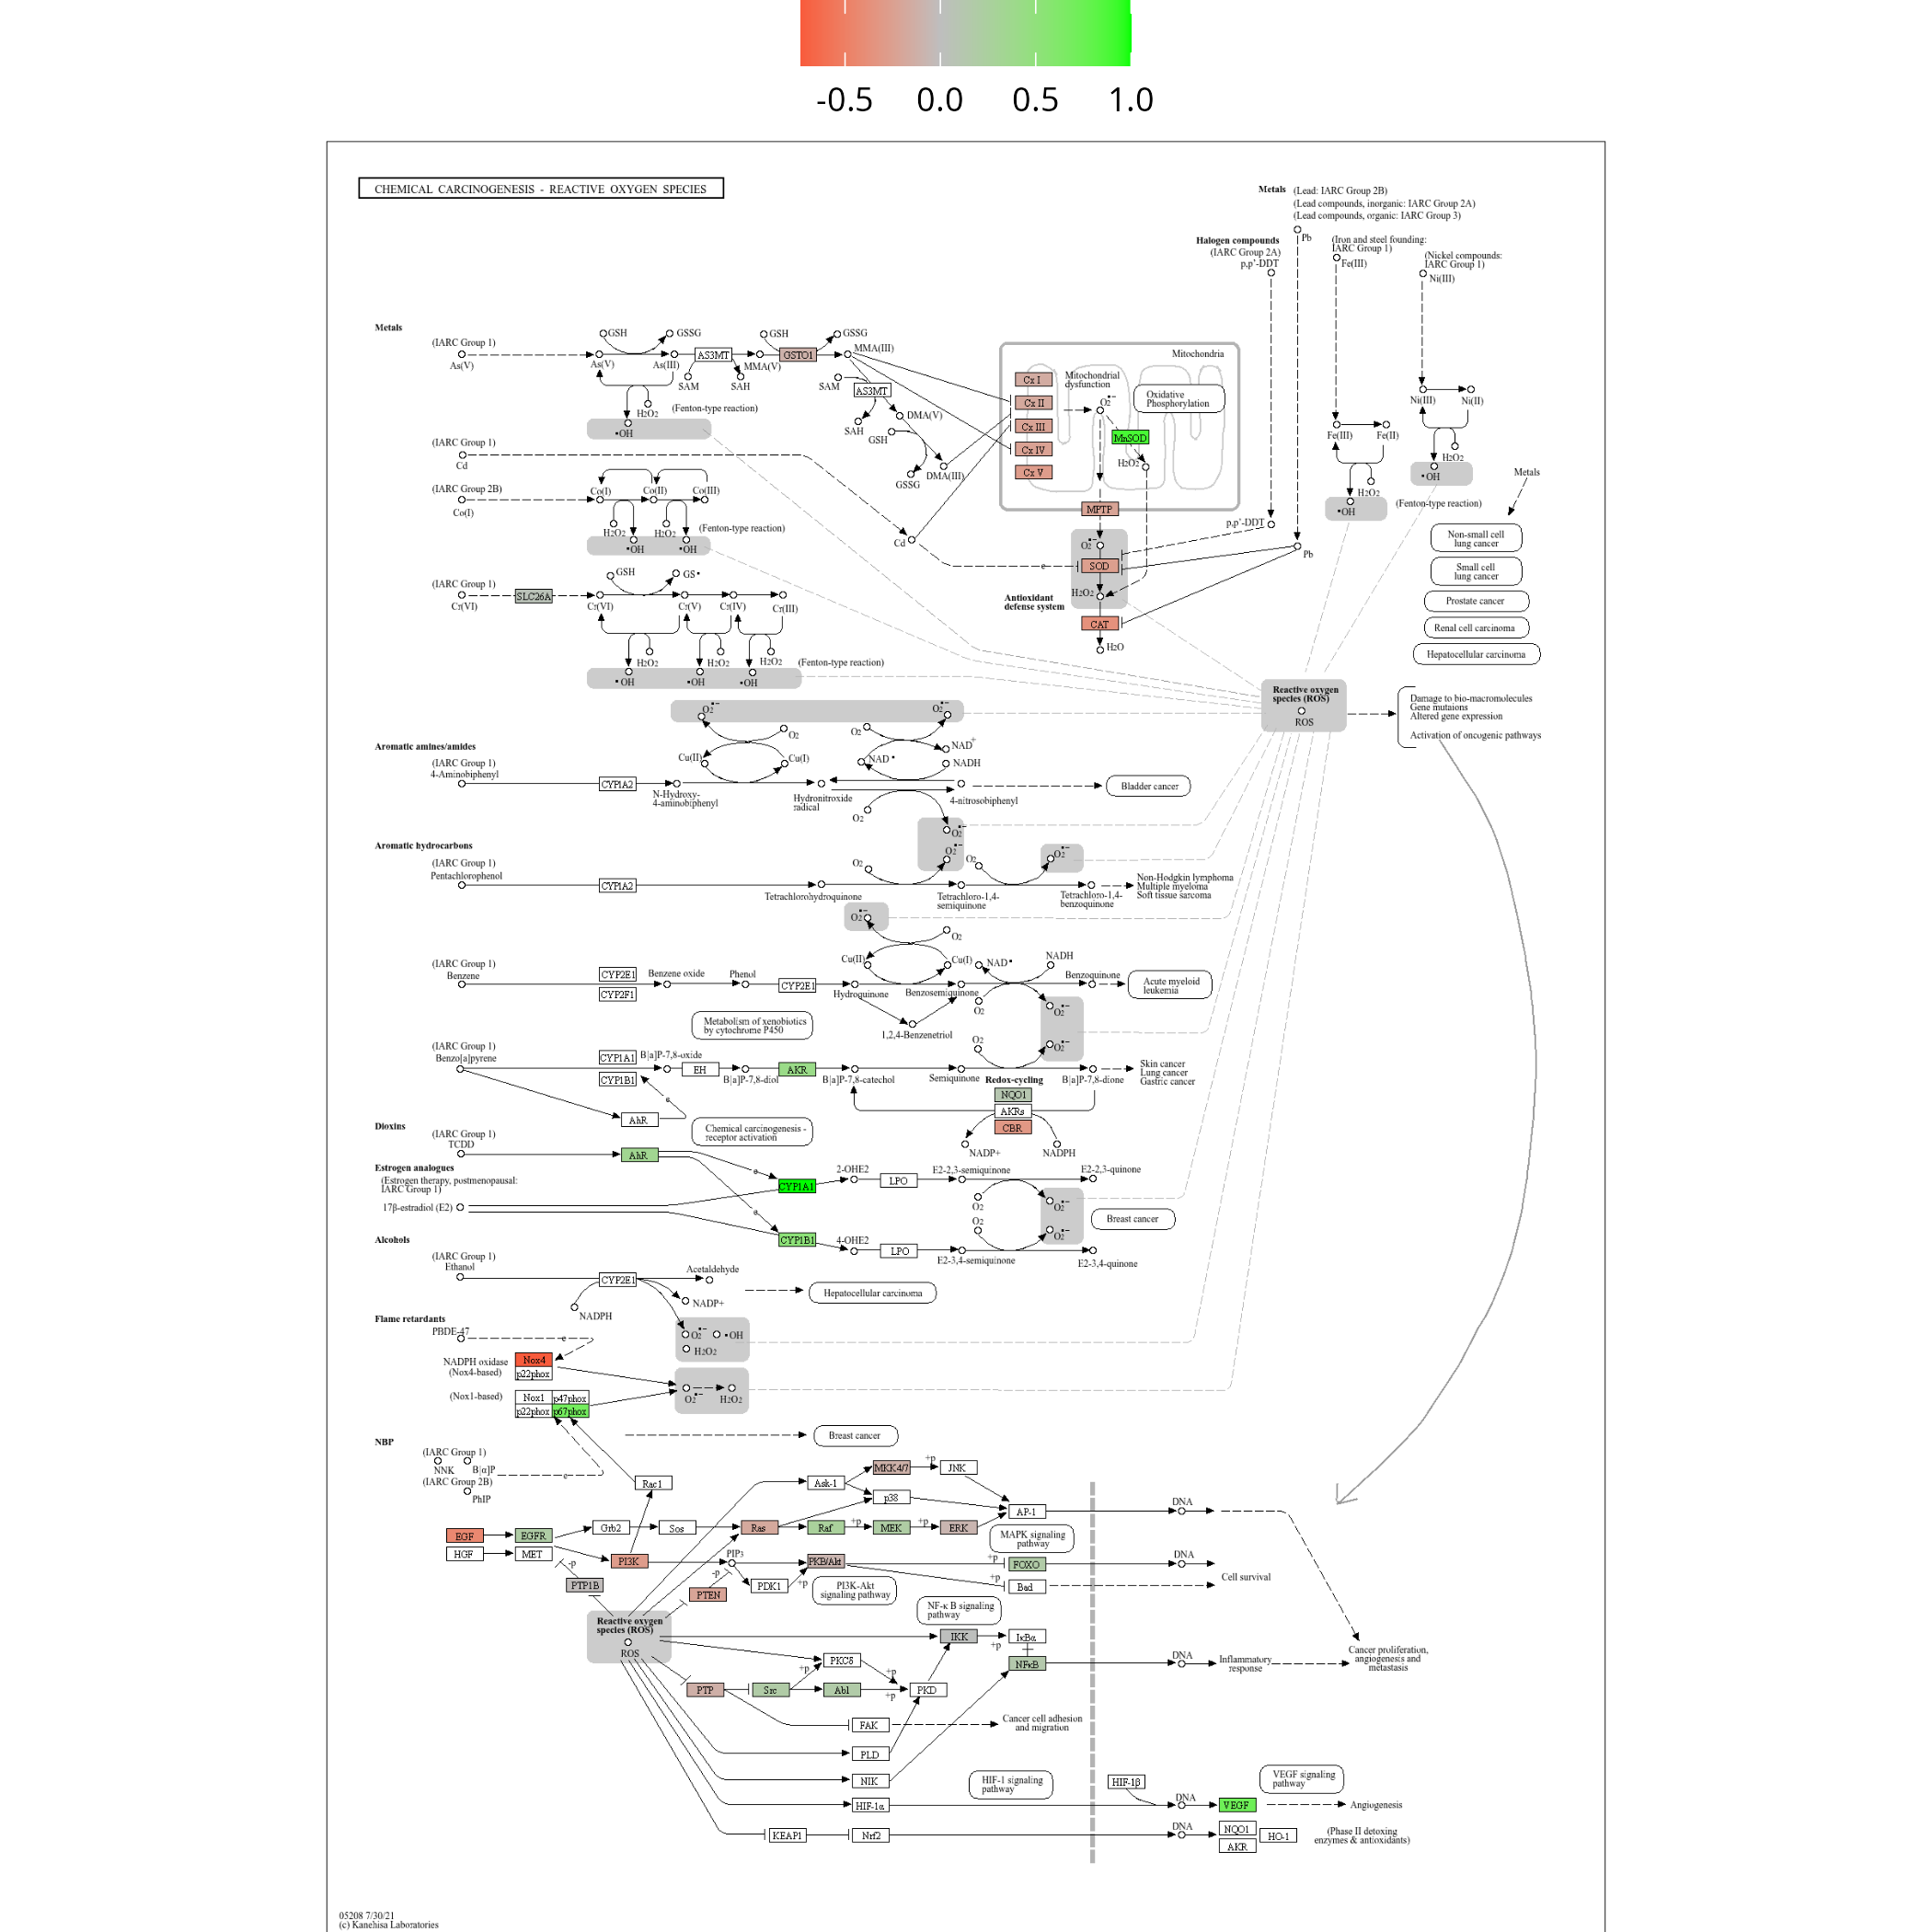 -0.5 0.0 0.5 1.0
CHEMICAL CARCINOGENESIS - REACTIVE OXYGEN SPECIES
Metals (Lead: IARC Group 2B)
(Lead compounds, inorganic: IARC Group 2A)
(Lead compounds, organic: IARC Group 3)
Pb
Halogen compounds
(IARC Group 2A)
p,p'-DDT
(Iron and steel founding:
IARC Group 1)
Fe(III)
(Nickel compounds:
IARC Group 1)
Ni(III)
Metals
(IARC Group 1)
As(V)
GSH
GSSG
As(V)
As(III)
AS3MT
SAM
SAH
MMA(V)
GSH
GSTO1
GSSG
MMA(III)
SAM
AS3MT
SAH
DMA(V)
GSH
GSSG
DMA(III)
H2O2
(Fenton-type reaction)
•OH
Mitochondria
Cx I
Cx II
Cx III
Cx IV
Cx V
Mitochondrial
dysfunction
O2•−
Oxidative
Phosphorylation
MnSOD
H2O2
MPTP
Ni(III)
Ni(II)
H2O2
•OH
Fe(III)
Fe(II)
H2O2
•OH
(Fenton-type reaction)
Metals
(IARC Group 1)
Cd
(IARC Group 2B)
Co(I)
Co(I)
Co(II)
Co(III)
H2O2
H2O2
(Fenton-type reaction)
•OH
•OH
Cd
e
p,p'-DDT
Pb
O2•−
SOD
H2O2
Antioxidant
defense system
CAT
H2O
Non-small cell
lung cancer
Small cell
lung cancer
Prostate cancer
Renal cell carcinoma
Hepatocellular carcinoma
(IARC Group 1)
Cr(VI)
SLC26A
GSH
GS•
Cr(VI)
Cr(V)
Cr(IV)
Cr(III)
H2O2
H2O2
H2O2
(Fenton-type reaction)
•OH
•OH
•OH
Reactive oxygen
species (ROS)
ROS
Damage to bio-macromolecules
Gene mutaions
Altered gene expression
Activation of oncogenic pathways
Aromatic amines/amides
(IARC Group 1)
4-Aminobiphenyl
CYP1A2
N-Hydroxy-
4-aminobiphenyl
O2•−
O2
Cu(II)
Cu(I)
O2
O2•−
NAD+
NAD•
NADH
Hydronitroxide
radical
4-nitrosobiphenyl
O2
O2•−
Bladder cancer
Aromatic hydrocarbons
(IARC Group 1)
Pentachlorophenol
CYP1A2
Tetrachlorohydroquinone
O2
O2•−
Tetrachloro-1,4-
semiquinone
O2
O2•−
Tetrachloro-1,4-
benzoquinone
Non-Hodgkin lymphoma
Multiple myeloma
Soft tissue sarcoma
(IARC Group 1)
Benzene
CYP2E1
CYP2F1
Benzene oxide
Phenol
CYP2E1
Hydroquinone
O2•−
O2
Cu(II)
Cu(I)
Benzosemiquinone
1,2,4-Benzenetriol
NAD•
NADH
O2
O2•−
Benzoquinone
Acute myeloid
leukemia
Metabolism of xenobiotics
by cytochrome P450
(IARC Group 1)
Benzo[a]pyrene
CYP1A1
CYP1B1
B[a]P-7,8-oxide
EH
B[a]P-7,8-diol
AKR
B[a]P-7,8-catechol
O2
O2•−
Semiquinone
Redox-cycling
B[a]P-7,8-dione
Skin cancer
Lung cancer
Gastric cancer
NQO1
AKRs
CBR
NADP+
NADPH
e
AhR
Chemical carcinogenesis -
receptor activation
Dioxins
(IARC Group 1)
TCDD
AhR
Estrogen analogues
(Estrogen therapy, postmenopausal:
IARC Group 1)
17β-estradiol (E2)
e
e
CYP1A1
2-OHE2
LPO
E2-2,3-semiquinone
E2-2,3-quinone
O2
O2•−
O2
O2•−
Breast cancer
CYP1B1
4-OHE2
LPO
E2-3,4-semiquinone
E2-3,4-quinone
Alcohols
(IARC Group 1)
Ethanol
CYP2E1
Acetaldehyde
NADPH
NADP+
Hepatocellular carcinoma
O2•−
•OH
H2O2
Flame retardants
PBDE-47
e
NADPH oxidase
(Nox4-based)
Nox4
p22phox
(Nox1-based)
Nox1
p47phox
p22phox
p67phox
O2•−
H2O2
Breast cancer
NBP
(IARC Group 1)
NNK
B[α]P
(IARC Group 2B)
PhIP
e
Rac1
Ask-1
MKK4/7
+p
JNK
p38
AP-1
DNA
EGF
EGFR
Grb2
Sos
Ras
Raf
+p
MEK
+p
ERK
MAPK signaling
pathway
HGF
MET
PI3K
PIP3
PKB/Akt
+p
FOXO
DNA
-p
PTP1B
-p
PTEN
PDK1
+p
PI3K-Akt
signaling pathway
+p
Bad
Cell survival
NF-κ B signaling
pathway
Reactive oxygen
species (ROS)
ROS
IKK
+p
IκBα
NFκB
DNA
Inflammatory
response
Cancer proliferation,
angiogenesis and
metastasis
PKCδ
+p
+p
PTP
Src
Abl
+p
PKD
FAK
Cancer cell adhesion
and migration
PLD
NIK
HIF-1 signaling
pathway
HIF-1β
VEGF signaling
pathway
HIF-1α
DNA
VEGF
Angiogenesis
KEAP1
Nrf2
DNA
NQO1
HO-1
AKR
(Phase II detoxing
enzymes & antioxidants)
05208 7/30/21
(c) Kanehisa Laboratories